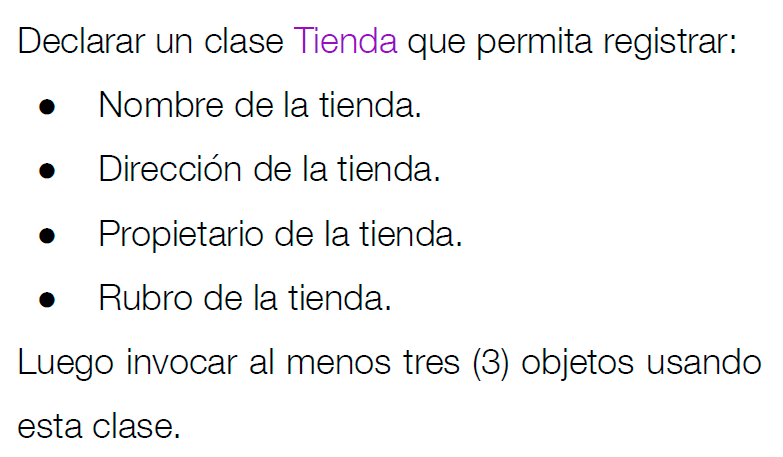 Declarar un clase Tienda que permita registrar:
● Nombre de la tienda.
● Dirección de la tienda.
● Propietario de la tienda.
● Rubro de la tienda.
Luego invocar al menos tres (3) objetos usando
esta clase.